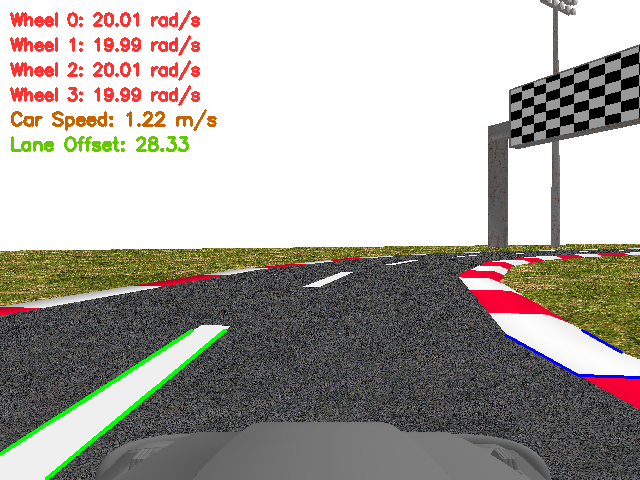 Wheel 0: 20.01 rad/s
Wheel 1: 19.99 rad/s
Wheel 2: 20.01 rad/s
Wheel 3: 19.99 rad/s
Car Speed: 1.22 m/s
Lane Offset: 28.33